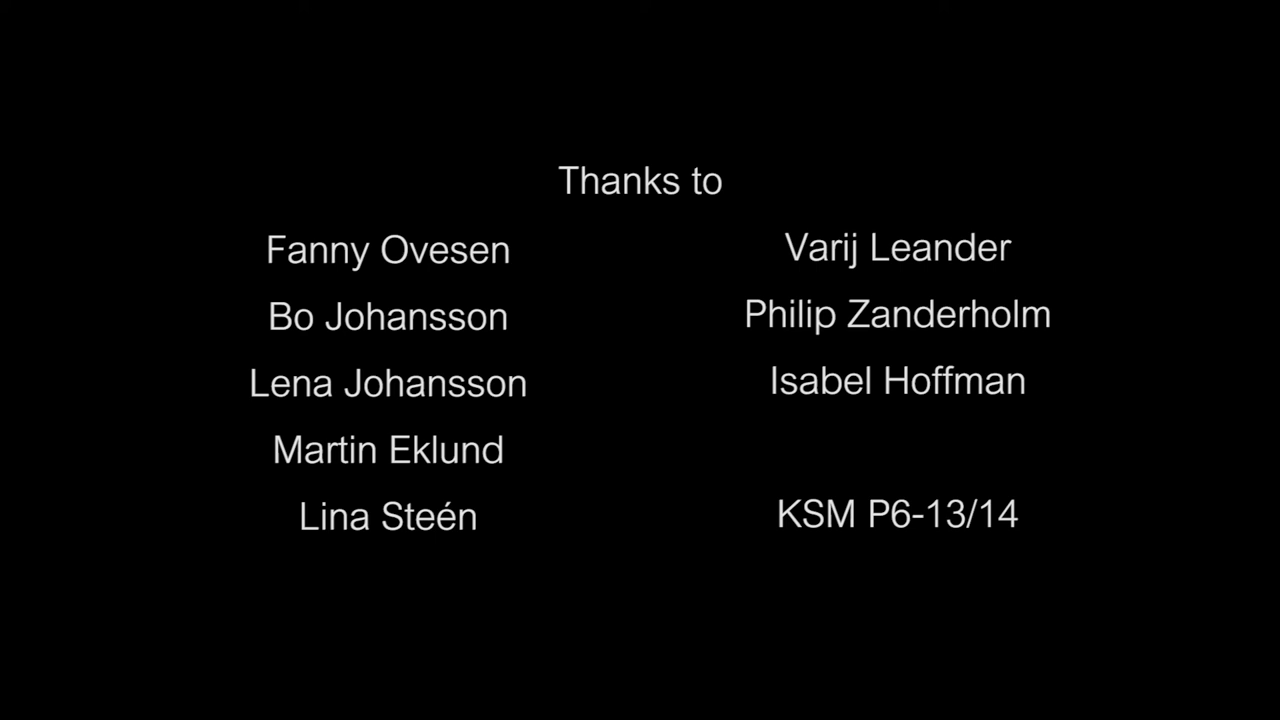 Thanks to
Fanny Ovesen
Bo Johansson
Lena Johansson
Martin Eklund
Lina Steén
Varij Leander
Philip Zanderholm
Isabel Hoffman
KSM P6-13/14